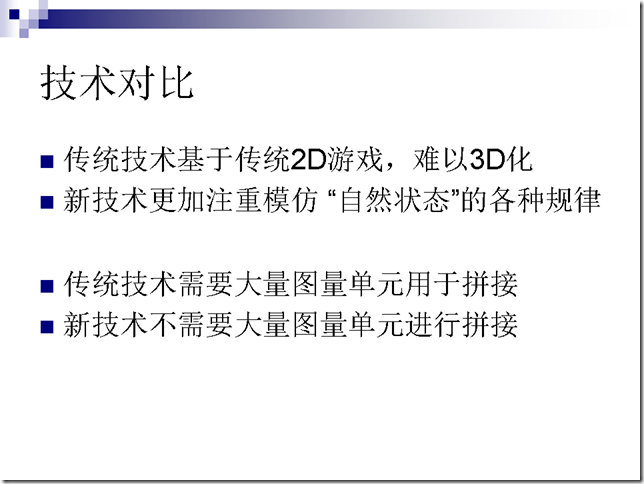 技术对比
传统技术基于传统2D游戏，难以3D化
新技术更加注重模仿 “自然状态”的各种规律
传统技术需要大量图量单元用于拼接
新技术不需要大量图量单元进行拼接